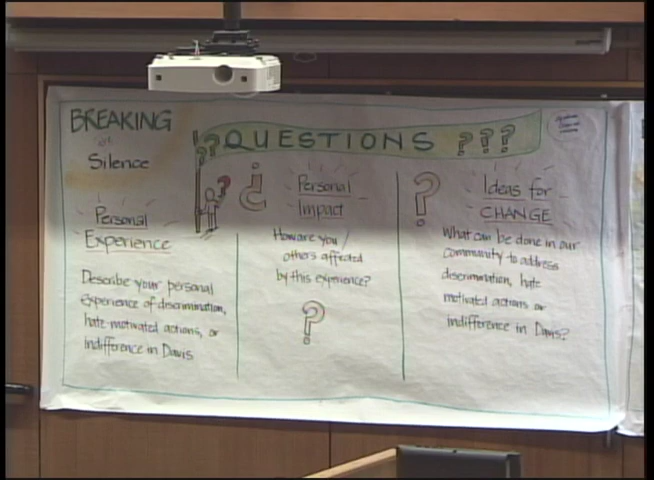 BREAKING
Silence
??QUESTIONS ???
Personal
Experience
Describe your personal
experience of discrimination,
hate-motivated actions, or
indifference in Davis
¿
Personal
Impact
How are you/
others affected
by this experience?
?
?
Ideas for
CHANGE
What can be done in our
community to address
discrimination, hate
motivated actions or
indifference in Davis?